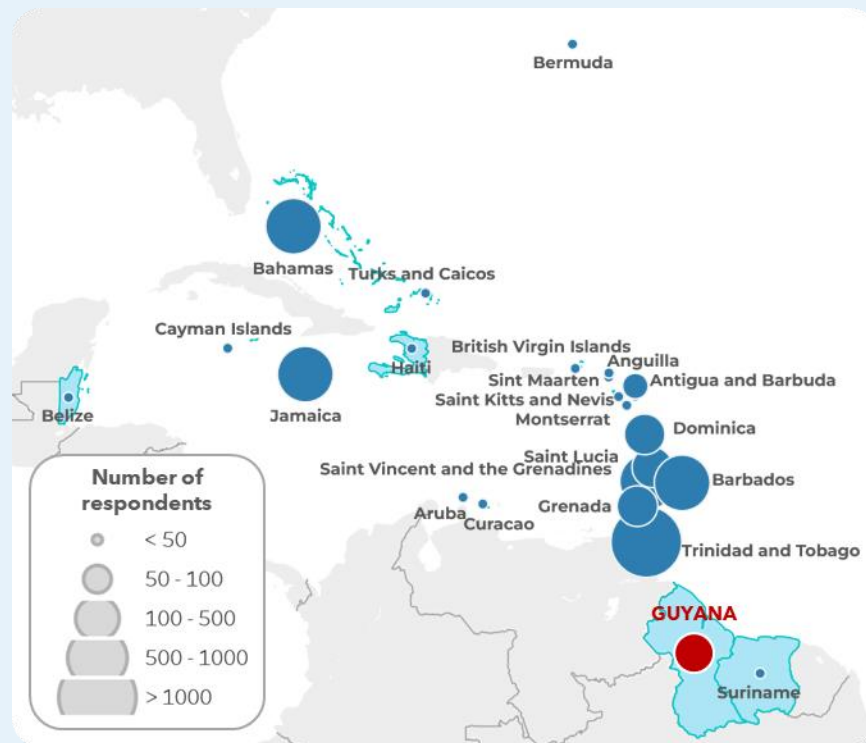 Bermuda
Bahamas
Turks and Caicos
Cayman Islands
Haiti
British Virgin Islands
Anguilla
Sint Maarten
Antigua and Barbuda
Belize
Jamaica
Saint Kitts and Nevis
Montserrat
Dominica
Saint Lucia
Saint Vincent and the Grenadines
Barbados
Grenada
Aruba
Curacao
Trinidad and Tobago
GUYANA
Suriname
Number of
respondents
< 50
50 - 100
100 - 500
500 - 1000
> 1000